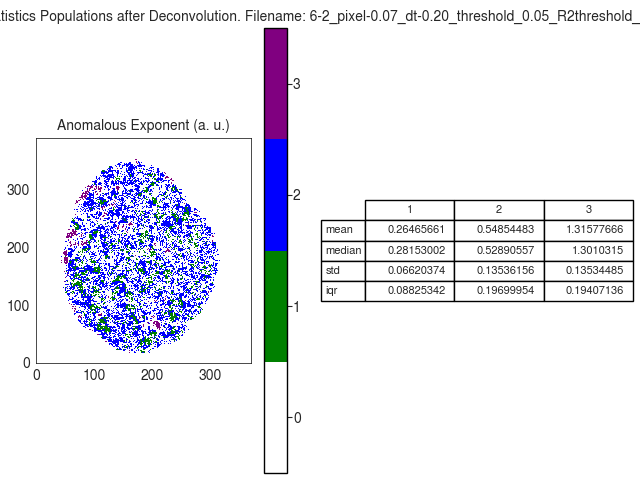 tistics Populations after Deconvolution. Filename: 6-2_pixel-0.07_dt-0.20_threshold_0.05_R2threshold_
Anomalous Exponent (a. u.)
300
200
100
0
0 100 200 300
3
2
1
0
1 2 3
mean 0.26465661 0.54854483 1.31577666
median 0.28153002 0.52890557 1.3010315
std 0.06620374 0.13536156 0.13534485
iqr 0.08825342 0.19699954 0.19407136